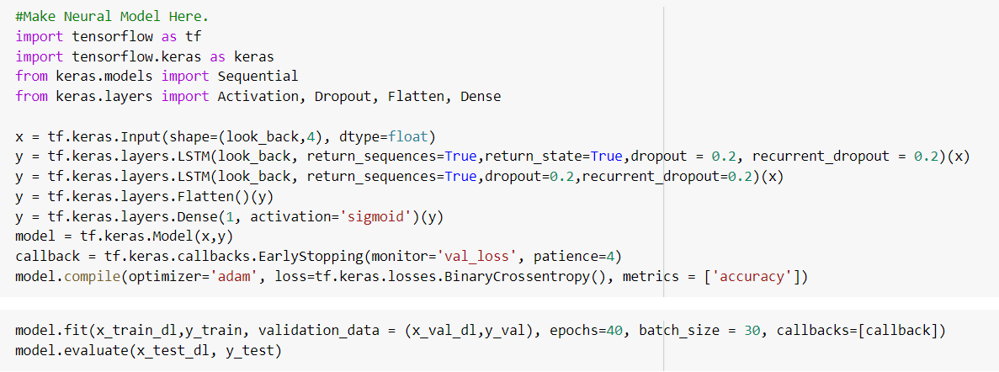 #Make Neural Model Here.
import tensorflow as tf
import tensorflow.keras as keras
from keras.models import Sequential
from keras.layers import Activation, Dropout, Flatten, Dense
x = tf.keras.Input(shape=(look_back,4), dtype=float)
y = tf.keras.layers.LSTM(look_back, return_sequences=True,return_state=True,dropout = 0.2, recurrent_dropout = 0.2)(x)
y = tf.keras.layers.LSTM(look_back, return_sequences=True,dropout=0.2,recurrent_dropout=0.2)(x)
y = tf.keras.layers.Flatten()(y)
y = tf.keras.layers.Dense(1, activation='sigmoid')(y)
model = tf.keras.Model(x,y)
callback = tf.keras.callbacks.EarlyStopping(monitor='val_loss', patience=4)
model.compile(optimizer='adam', loss=tf.keras.losses.BinaryCrossentropy(), metrics = ['accuracy'])
model.fit(x_train_dl,y_train, validation_data = (x_val_dl,y_val), epochs=40, batch_size = 30, callbacks=[callback])
model.evaluate(x_test_dl, y_test)